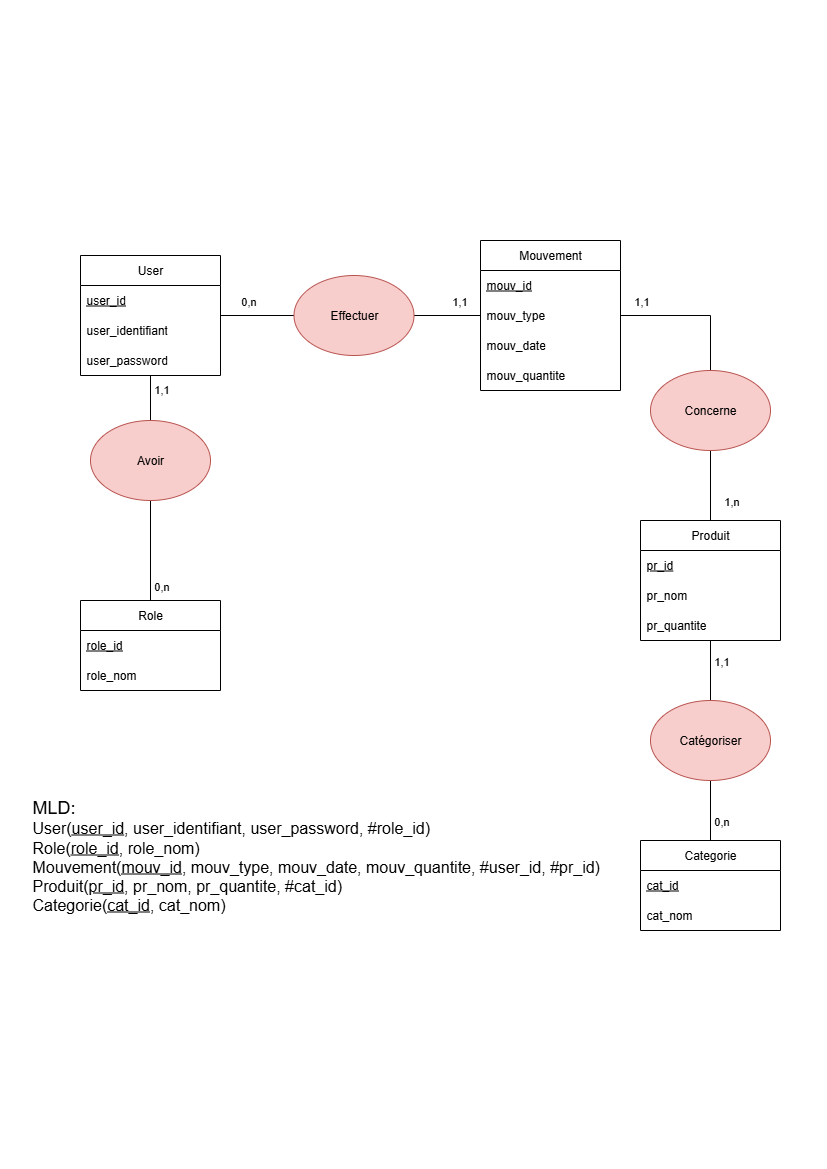 User
user_id
user_identifiant
user_password
0,n
Effectuer
1,1
Mouvement
mouv_id
mouv_type
mouv_date
mouv_quantite
1,1
Concerne
1,n
1,1
Avoir
0,n
Role
role_id
role_nom
Produit
pr_id
pr_nom
pr_quantite
1,1
Catégoriser
0,n
Categorie
cat_id
cat_nom
MLD:
User(user_id, user_identifiant, user_password, #role_id)
Role(role_id, role_nom)
Mouvement(mouv_id, mouv_type, mouv_date, mouv_quantite, #user_id, #pr_id)
Produit(pr_id, pr_nom, pr_quantite, #cat_id)
Categorie(cat_id, cat_nom)